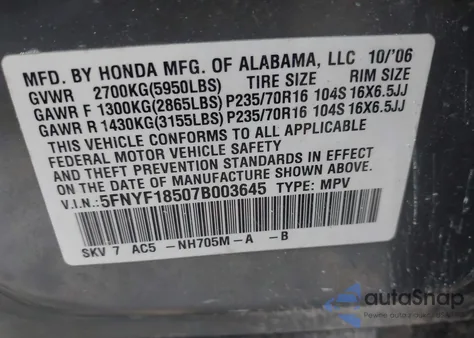 MFD. BY HONDA MFG. OF ALABAMA, LLC 10/'06
GVWR 2700KG(5950LBS) TIRE SIZE RIM SIZE
GAWR F 1300KG(2865LBS) P235/70R16 104S 16X6.5JJ
GAWR R 1430KG(3155LBS) P235/70R16 104S 16X6.5JJ
THIS VEHICLE CONFORMS TO ALL APPLICABLE
FEDERAL MOTOR VEHICLE SAFETY
STANDARDS IN EFFECT ON THE DATE OF
MANUFACTURE SHOWN ABOVE.
V.I.N.: 5FNYF18507B003645 TYPE: MPV
SKV 7 AC5 -NH705M-A -B
autoSnap
Pewne auta industry